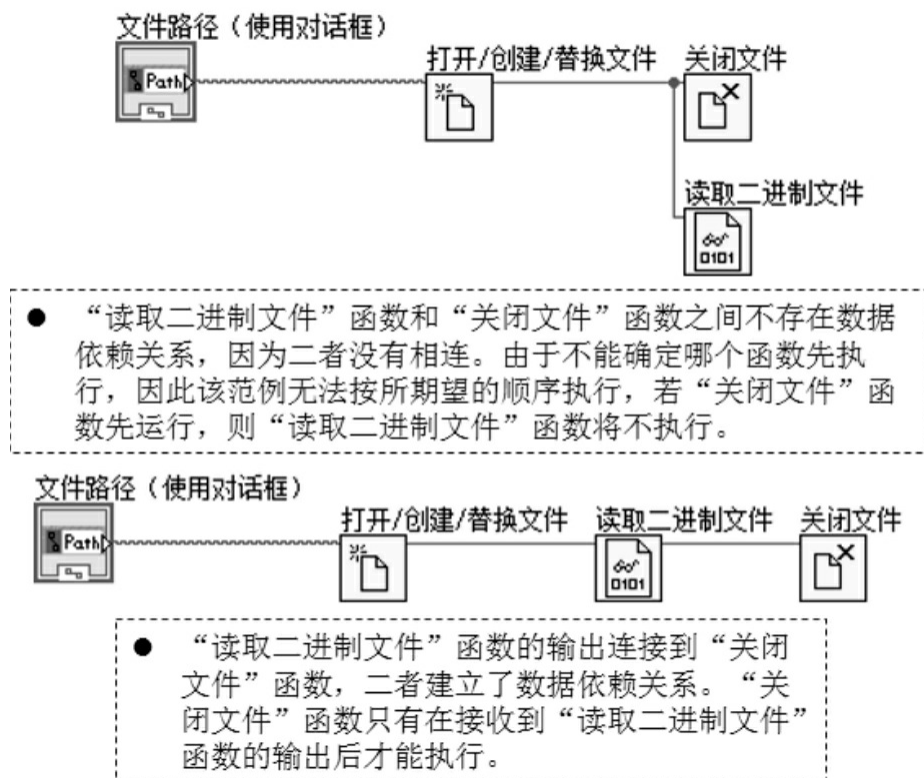 文件路径（使用对话框）
打开/创建/替换文件 关闭文件
Path
读取二进制文件
0101
● “读取二进制文件”函数和“关闭文件”函数之间不存在数据
依赖关系，因为二者没有相连。由于不能确定哪个函数先执
行，因此该范例无法按所期望的顺序执行，若“关闭文件”函
数先运行，则“读取二进制文件”函数将不执行。
文件路径（使用对话框）
打开/创建/替换文件 读取二进制文件 关闭文件
Path
0101
● “读取二进制文件”函数的输出连接到“关闭
文件”函数，二者建立了数据依赖关系。“关
闭文件”函数只有在接收到“读取二进制文件”
函数的输出后才能执行。